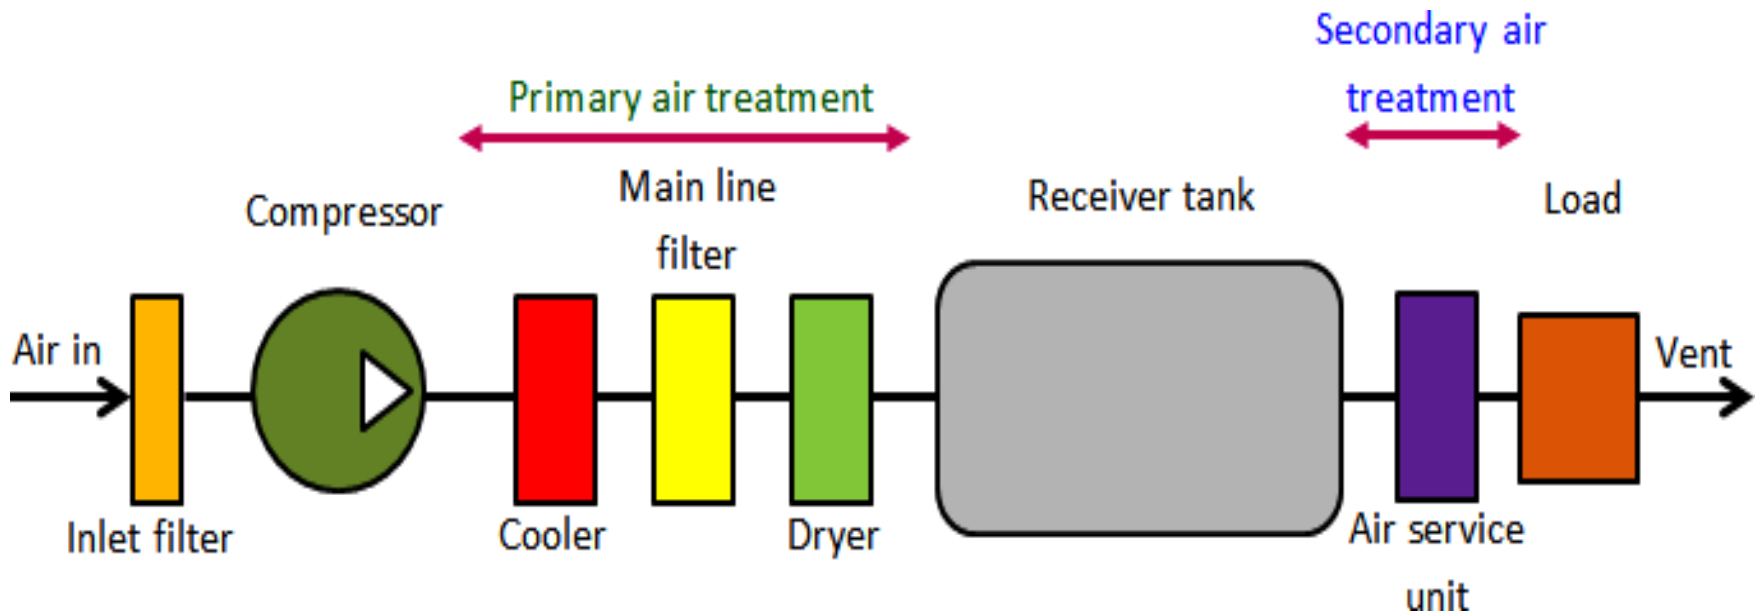 Secondary air
treatment
Primary air treatment
Main line
filter
Compressor
Receiver tank
Load
Air in
Vent
Inlet filter
Cooler
Dryer
Air service
unit